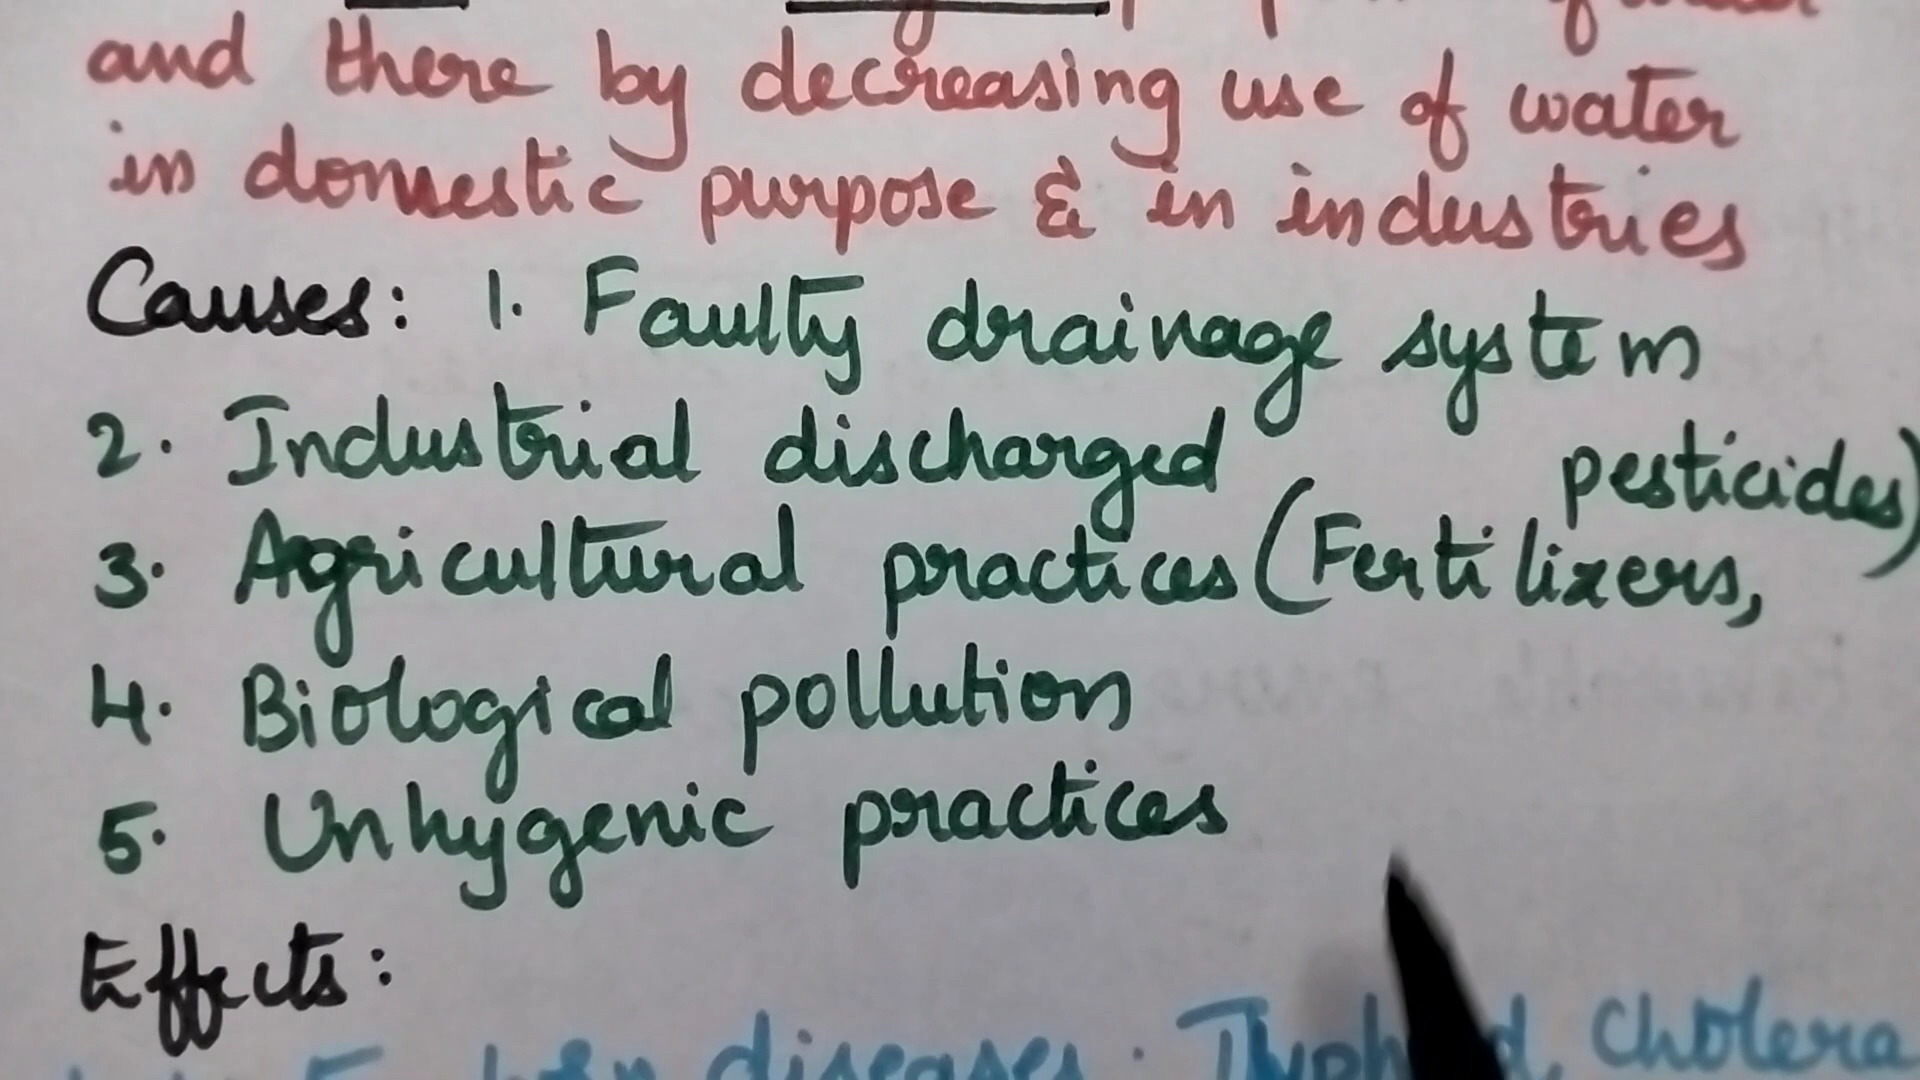 and there by decreasing use of water
in domestic purpose & in industries
Causes: 1. Faulty drainage system
2. Industrial discharged
3. Agricultural practices (Fertilizers, pesticides)
4. Biological pollution
5. Unhygenic practices
Effects:
diseases. cholera